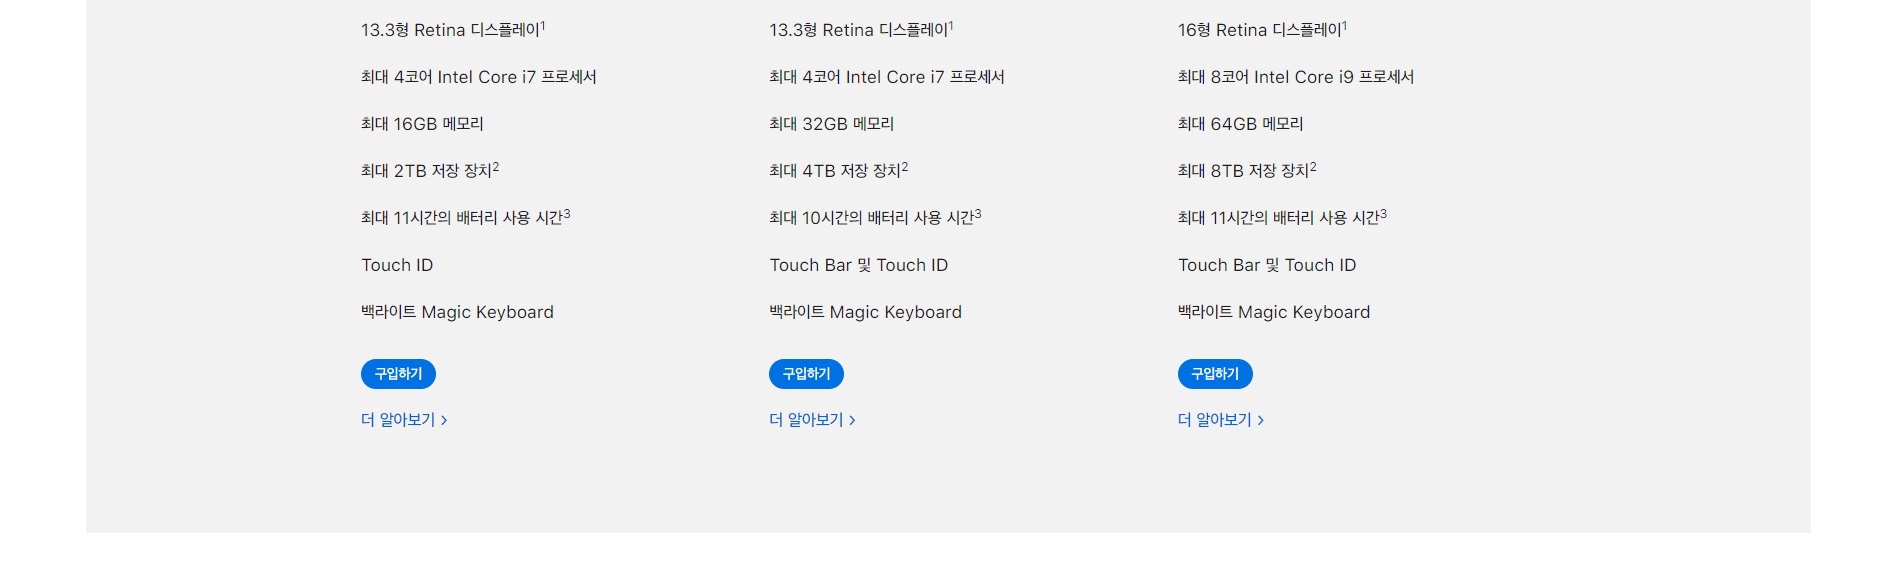 13.3형 Retina 디스플레이1
최대 4코어 Intel Core i7 프로세서
최대 16GB 메모리
최대 2TB 저장 장치2
최대 11시간의 배터리 사용 시간3
Touch ID
백라이트 Magic Keyboard
구입하기
더 알아보기 >
13.3형 Retina 디스플레이1
최대 4코어 Intel Core i7 프로세서
최대 32GB 메모리
최대 4TB 저장 장치2
최대 10시간의 배터리 사용 시간3
Touch Bar 및 Touch ID
백라이트 Magic Keyboard
구입하기
더 알아보기 >
16형 Retina 디스플레이1
최대 8코어 Intel Core i9 프로세서
최대 64GB 메모리
최대 8TB 저장 장치2
최대 11시간의 배터리 사용 시간3
Touch Bar 및 Touch ID
백라이트 Magic Keyboard
구입하기
더 알아보기 >